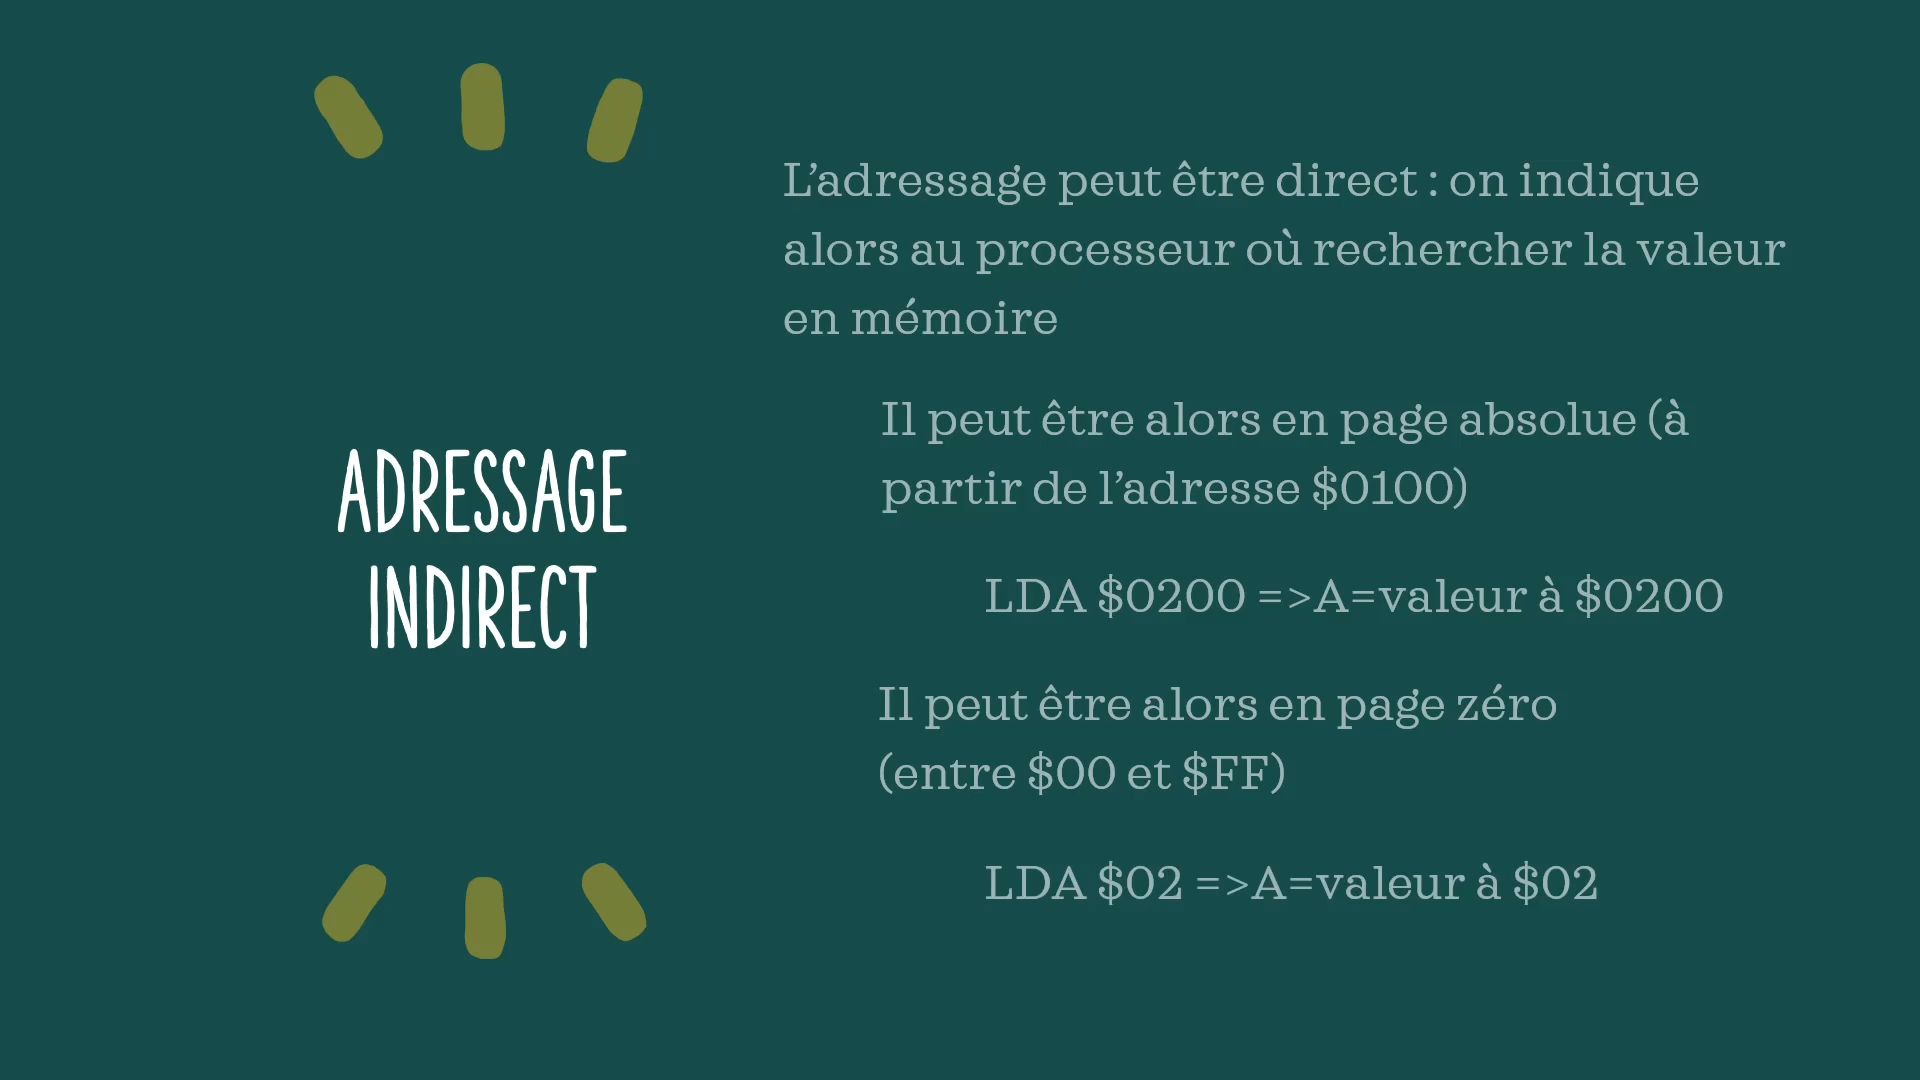 ADRESSAGE
INDIRECT
L’adressage peut être direct : on indique
alors au processeur où rechercher la valeur
en mémoire
Il peut être alors en page absolue (à
partir de l’adresse $0100)
LDA $0200 =>A=valeur à $0200
Il peut être alors en page zéro
(entre $00 et $FF)
LDA $02 =>A=valeur à $02